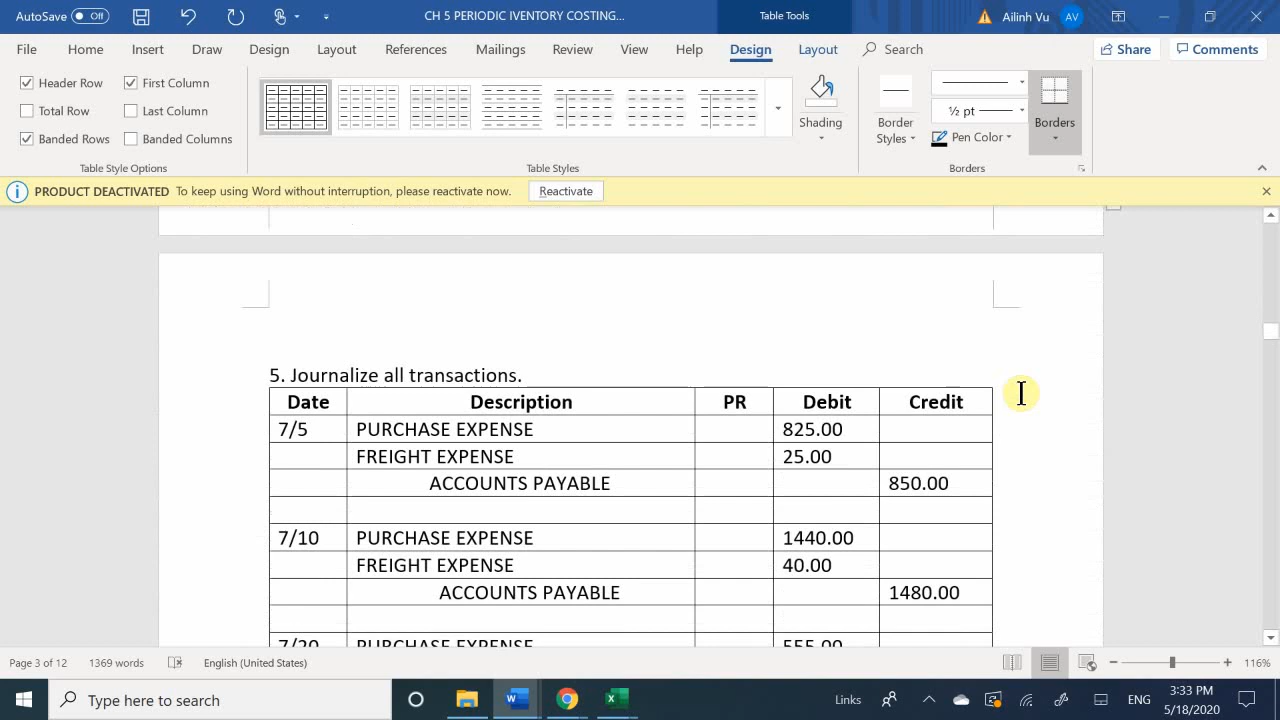 AutoSave Off CH 5 PERIODIC IVENTORY COSTING... Table Tools Ailinh Vu AV
File Home Insert Draw Design Layout References Mailings Review View Help Design Layout Search Share Comments
Header Row First Column
Total Row Last Column
Banded Rows Banded Columns
Table Style Options
Table Styles
Shading
Border Styles
½ pt
Pen Color
Borders
Borders
PRODUCT DEACTIVATED To keep using Word without interruption, please reactivate now. Reactivate
5. Journalize all transactions.
Date Description PR Debit Credit
7/5 PURCHASE EXPENSE 825.00
FREIGHT EXPENSE 25.00
ACCOUNTS PAYABLE 850.00
7/10 PURCHASE EXPENSE 1440.00
FREIGHT EXPENSE 40.00
ACCOUNTS PAYABLE 1480.00
7/20 PURCHASE EXPENSE 555.00
Page 3 of 12 1369 words English (United States) 116%
Type here to search Links ENG 3:33 PM
5/18/2020